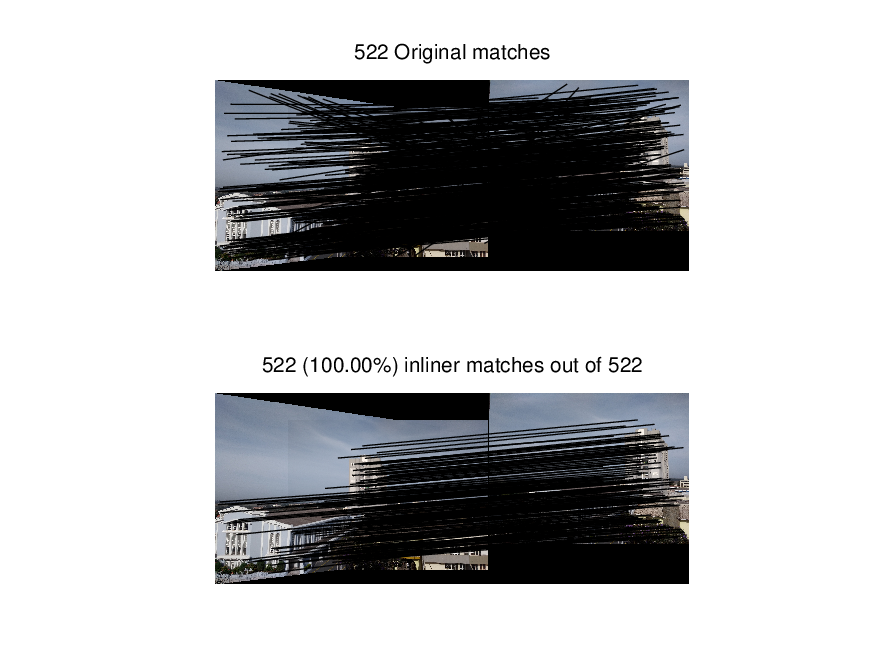 522 Original matches
522 (100.00%) inliner matches out of 522